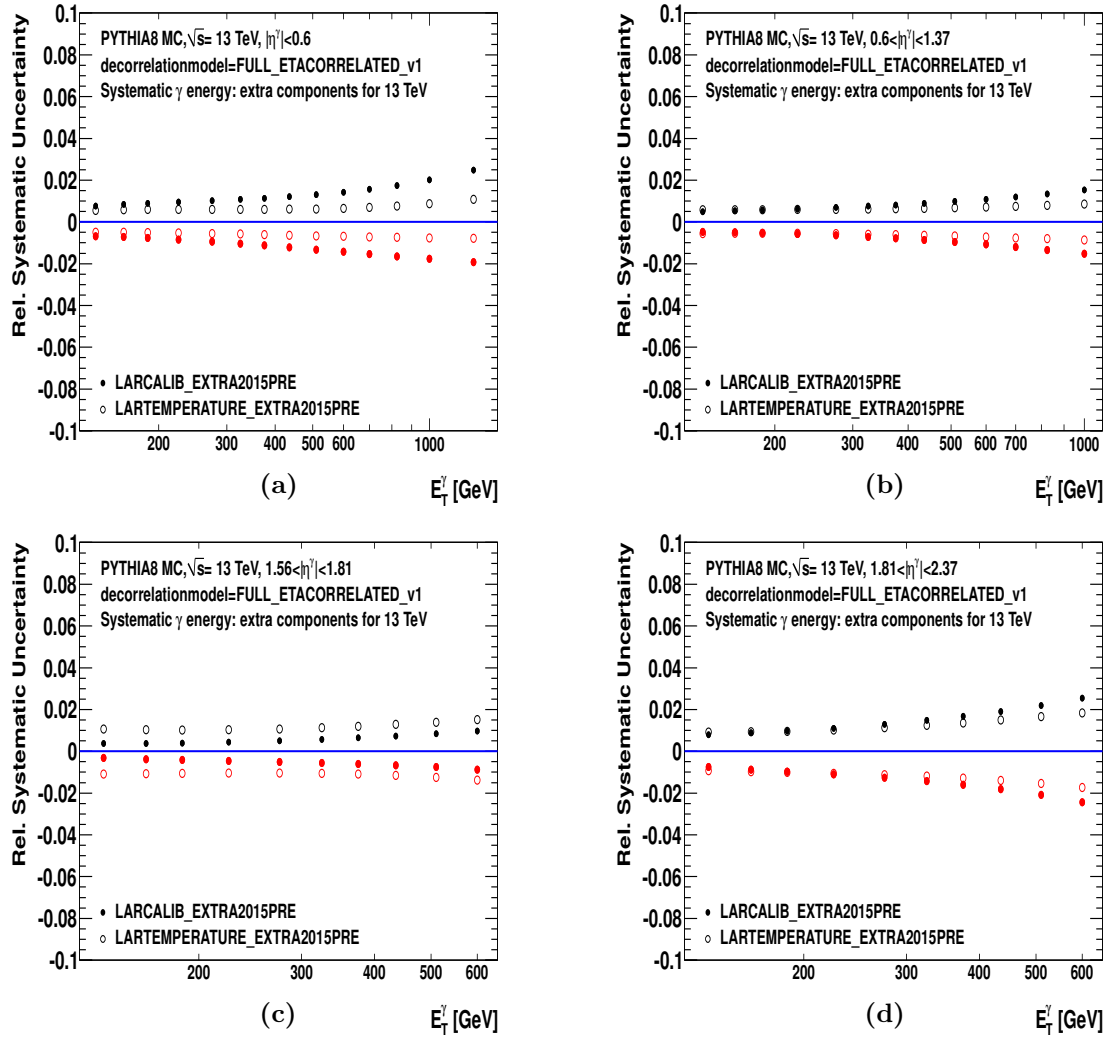 Rel. Systematic Uncertainty
0.1
0.08
0.06
0.04
0.02
0
-0.02
-0.04
-0.06
-0.08
-0.1
PYTHIA8 MC,√s= 13 TeV, |η^γ|<0.6
decorrelationmodel=FULL_ETACORRELATED_v1
Systematic γ energy: extra components for 13 TeV
LARCALIB_EXTRA2015PRE
LARTEMPERATURE_EXTRA2015PRE
200 300 400 500 600 1000
E_T^γ [GeV]
(a)
Rel. Systematic Uncertainty
0.1
0.08
0.06
0.04
0.02
0
-0.02
-0.04
-0.06
-0.08
-0.1
PYTHIA8 MC,√s= 13 TeV, 0.6<|η^γ|<1.37
decorrelationmodel=FULL_ETACORRELATED_v1
Systematic γ energy: extra components for 13 TeV
LARCALIB_EXTRA2015PRE
LARTEMPERATURE_EXTRA2015PRE
200 300 400 500 600 700 1000
E_T^γ [GeV]
(b)
Rel. Systematic Uncertainty
0.1
0.08
0.06
0.04
0.02
0
-0.02
-0.04
-0.06
-0.08
-0.1
PYTHIA8 MC,√s= 13 TeV, 1.56<|η^γ|<1.81
decorrelationmodel=FULL_ETACORRELATED_v1
Systematic γ energy: extra components for 13 TeV
LARCALIB_EXTRA2015PRE
LARTEMPERATURE_EXTRA2015PRE
200 300 400 500 600
E_T^γ [GeV]
(c)
Rel. Systematic Uncertainty
0.1
0.08
0.06
0.04
0.02
0
-0.02
-0.04
-0.06
-0.08
-0.1
PYTHIA8 MC,√s= 13 TeV, 1.81<|η^γ|<2.37
decorrelationmodel=FULL_ETACORRELATED_v1
Systematic γ energy: extra components for 13 TeV
LARCALIB_EXTRA2015PRE
LARTEMPERATURE_EXTRA2015PRE
200 300 400 500 600
E_T^γ [GeV]
(d)